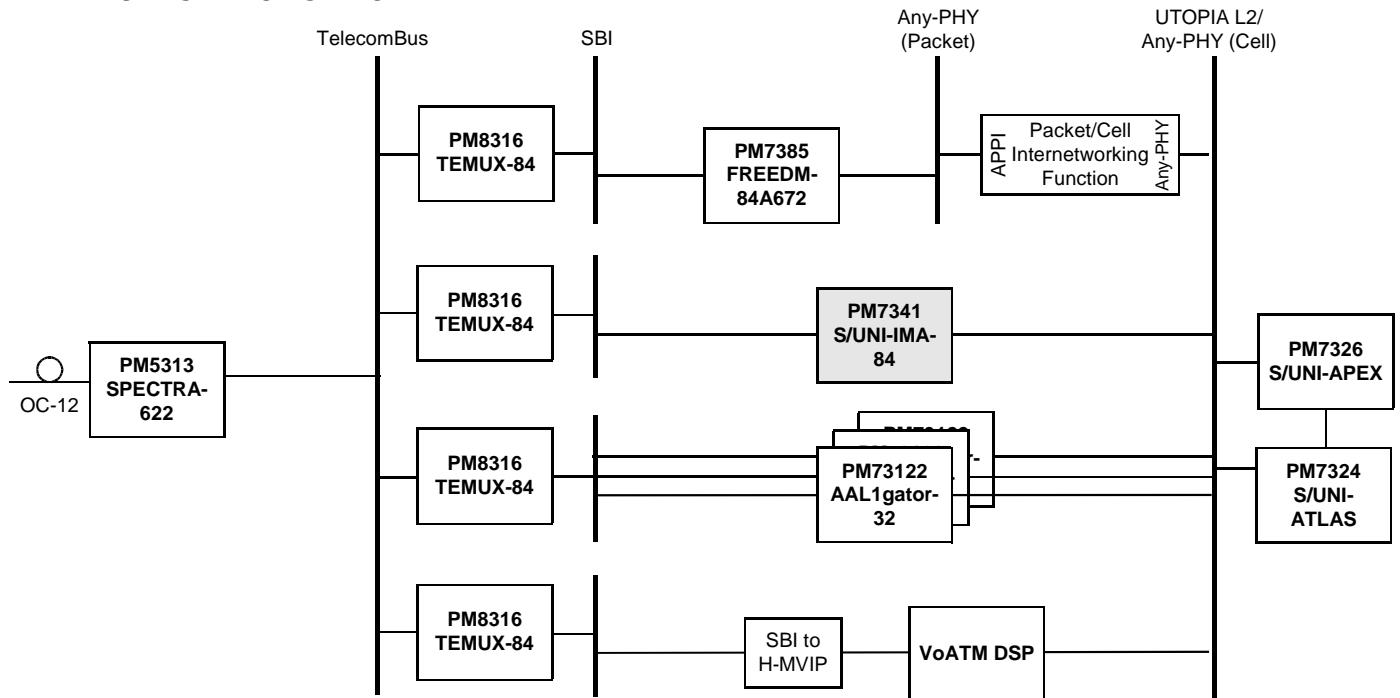 TelecomBus
SBI
Any-PHY
(Packet)
UTOPIA L2/
Any-PHY (Cell)
PM8316
TEMUX-84
PM7385
FREEDM-
84A672
APPI
Packet/Cell
Internetworking
Function
Any-PHY
PM8316
TEMUX-84
PM7341
S/UNI-IMA-
84
PM5313
SPECTRA-
622
OC-12
PM7326
S/UNI-APEX
PM8316
TEMUX-84
PM73122
AAL1gator-
32
PM7324
S/UNI-
ATLAS
PM8316
TEMUX-84
SBI to
H-MVIP
VoATM DSP